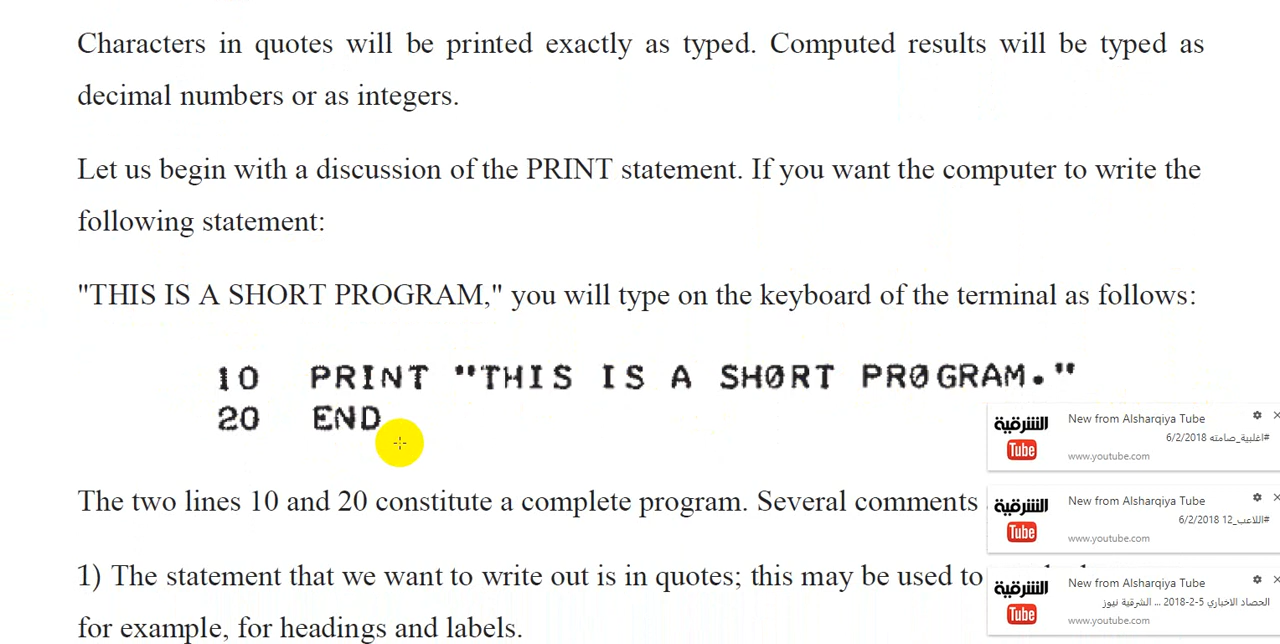 Characters in quotes will be printed exactly as typed. Computed results will be typed as
decimal numbers or as integers.
Let us begin with a discussion of the PRINT statement. If you want the computer to write the
following statement:
"THIS IS A SHORT PROGRAM," you will type on the keyboard of the terminal as follows:
10 PRINT "THIS IS A SHØRT PRØGRAM."
20 END
The two lines 10 and 20 constitute a complete program. Several comments
1) The statement that we want to write out is in quotes; this may be used to
for example, for headings and labels.
الشرقية
Tube
New from Alsharqiya Tube
#اغلبية_صامته 6/2/2018
www.youtube.com
الشرقية
Tube
New from Alsharqiya Tube
#اللاعب_12 6/2/2018
www.youtube.com
الشرقية
Tube
New from Alsharqiya Tube
الحصاد الاخباري 5-2-2018 ... الشرقية نيوز
www.youtube.com